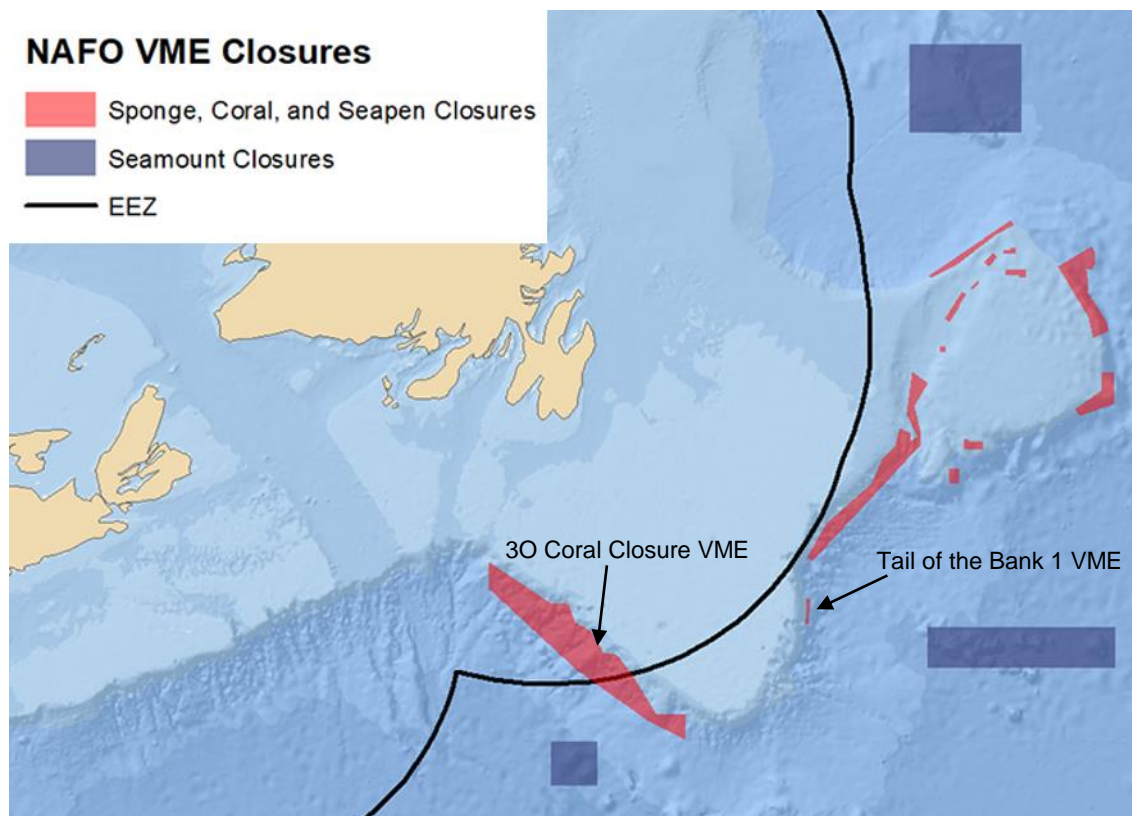 NAFO VME Closures
Sponge, Coral, and Seapen Closures
Seamount Closures
EEZ
3O Coral Closure VME
Tail of the Bank 1 VME